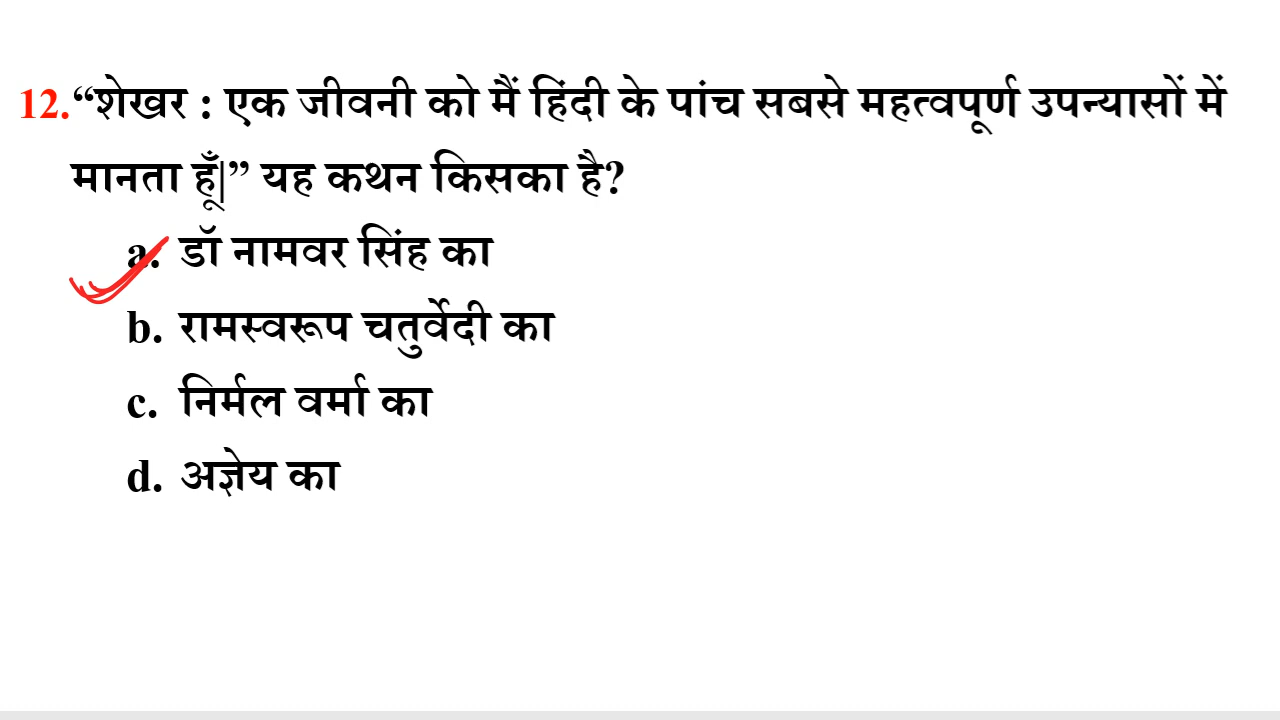 12.“शेखर : एक जीवनी को मैं हिंदी के पांच सबसे महत्वपूर्ण उपन्यासों में
मानता हूँ|” यह कथन किसका है?
a. डॉ नामवर सिंह का
b. रामस्वरूप चतुर्वेदी का
c. निर्मल वर्मा का
d. अज्ञेय का